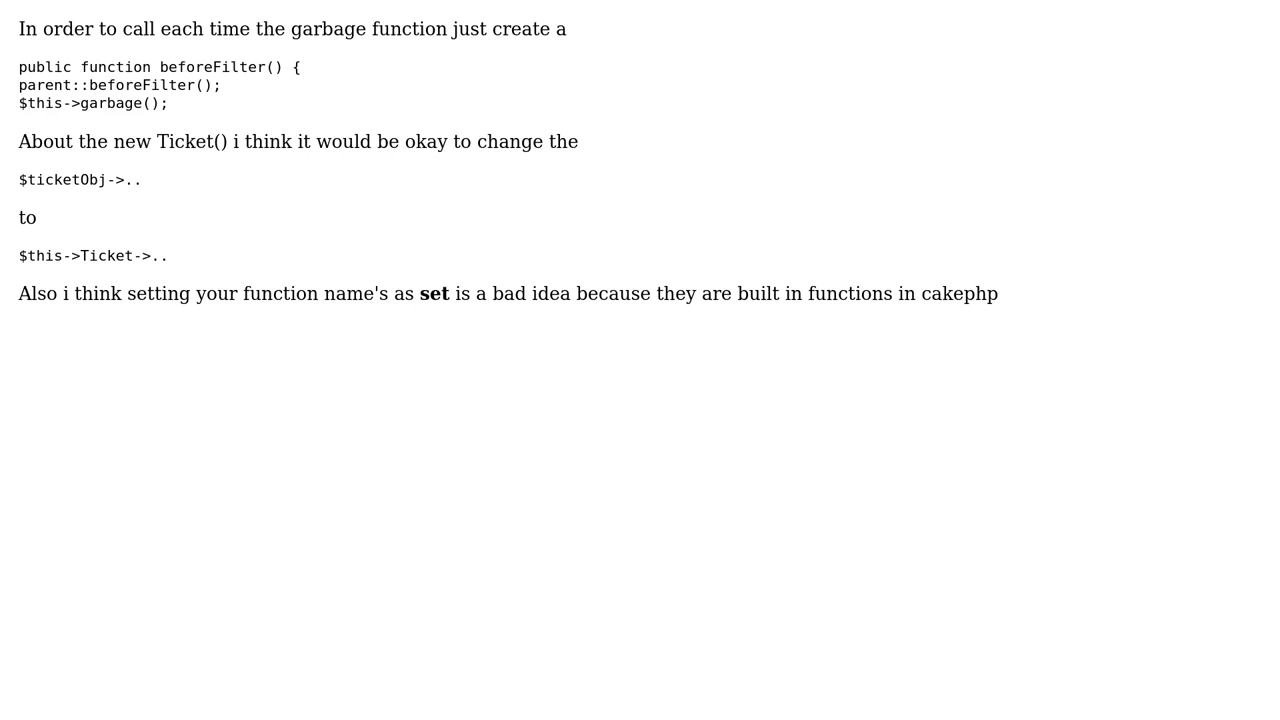 In order to call each time the garbage function just create a
public function beforeFilter() {
parent::beforeFilter();
$this->garbage();
About the new Ticket() i think it would be okay to change the
$ticketObj->..
to
$this->Ticket->..
Also i think setting your function name's as set is a bad idea because they are built in functions in cakephp